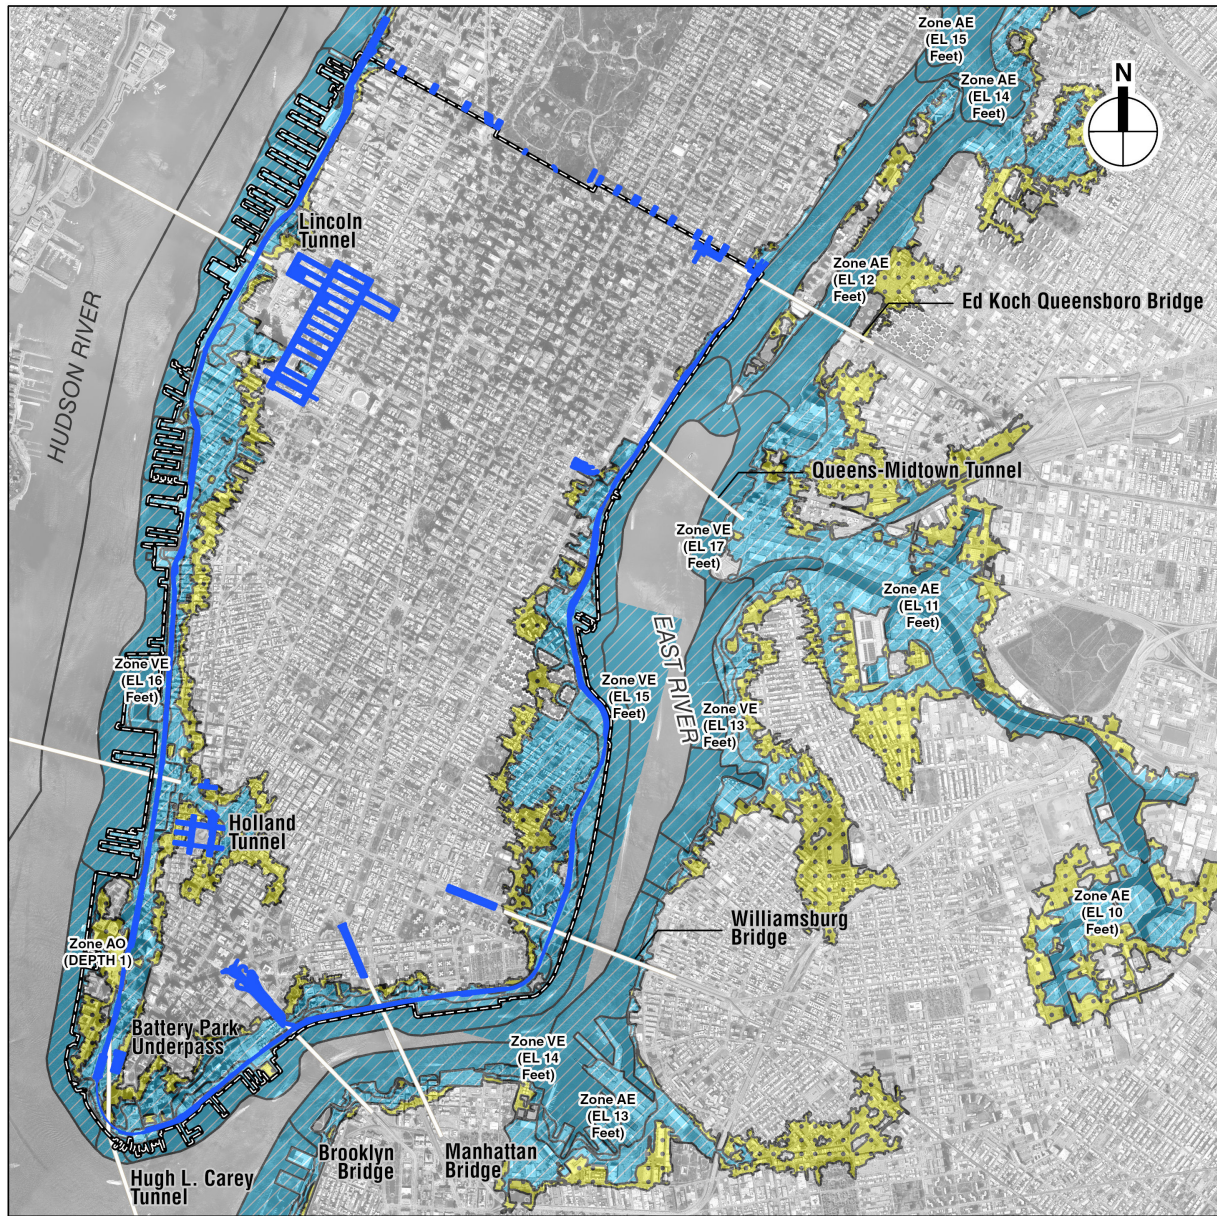 Zone AE
(EL 15
Feet)
Zone AE
(EL 14
Feet)
N
Lincoln
Tunnel
Zone AE
(EL 12
Feet)
Ed Koch Queensboro Bridge
HUDSON RIVER
Queens-Midtown Tunnel
Zone VE
(EL 17
Feet)
Zone AE
(EL 11
Feet)
EAST RIVER
Zone VE
(EL 16
Feet)
Zone VE
(EL 15
Feet)
Zone VE
(EL 13
Feet)
Holland
Tunnel
Zone AE
(EL 10
Feet)
Williamsburg
Bridge
Zone AO
(DEPTH 1)
Battery Park
Underpass
Zone VE
(EL 14
Feet)
Zone AE
(EL 13
Feet)
Brooklyn
Bridge
Manhattan
Bridge
Hugh L. Carey
Tunnel